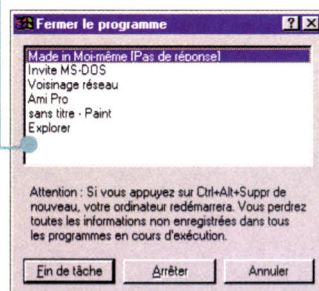 Fermer le programme
Made in Moi-même [Pas de réponse]
Invite MS-DOS
Voisinage réseau
Ami Pro
sans titre - Paint
Explorer
Attention : Si vous appuyez sur Ctrl+Alt+Suppr de
nouveau, votre ordinateur redémarrera. Vous perdrez
toutes les informations non enregistrées dans tous
les programmes en cours d'exécution.
Fin de tâche
Arrêter
Annuler